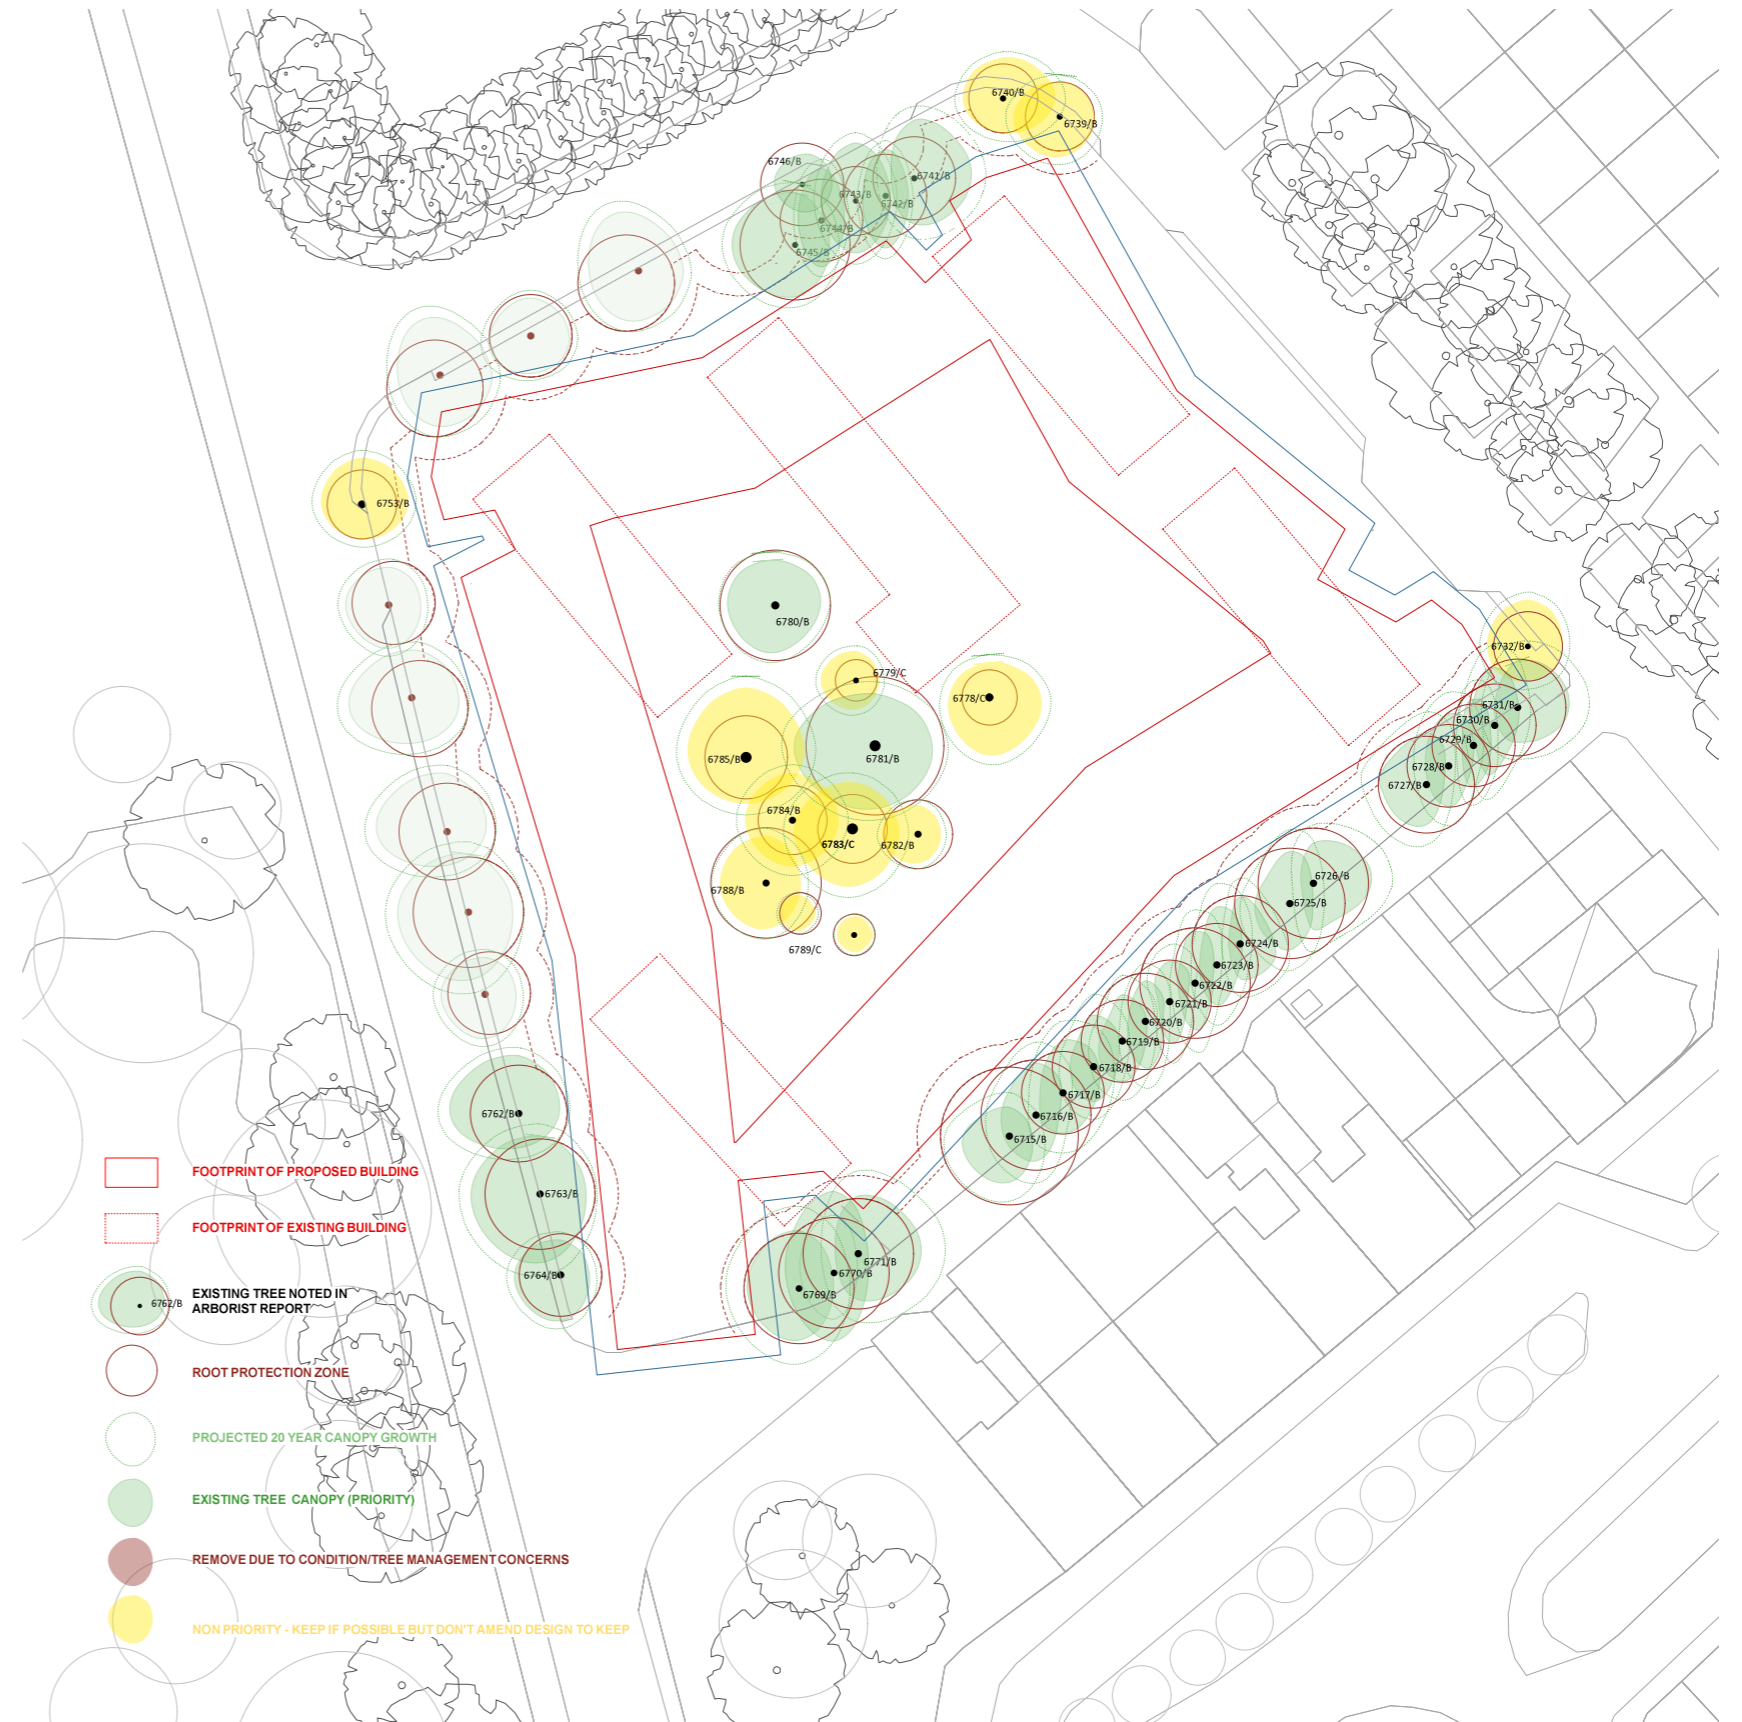 6740/B
6739/B
6746/B
6741/B
6743/B
6742/B
6744/B
6745/B
6753/B
6780/B
6732/B
6779/C
6778/C
6731/B
6730/B
6729/B
6785/B
6781/B
6728/B
6727/B
6784/B
6783/C
6782/B
6726/B
6788/B
6725/B
6789/C
6724/B
6723/B
6722/B
6721/B
6720/B
6719/B
6718/B
6717/B
6762/B
6716/B
6715/B
6763/B
6771/B
6764/B
6770/B
6769/B
FOOTPRINT OF PROPOSED BUILDING
FOOTPRINT OF EXISTING BUILDING
6762/B
EXISTING TREE NOTED IN
ARBORIST REPORT
ROOT PROTECTION ZONE
PROJECTED 20 YEAR CANOPY GROWTH
EXISTING TREE CANOPY (PRIORITY)
REMOVE DUE TO CONDITION/TREE MANAGEMENT CONCERNS
NON PRIORITY - KEEP IF POSSIBLE BUT DON'T AMEND DESIGN TO KEEP